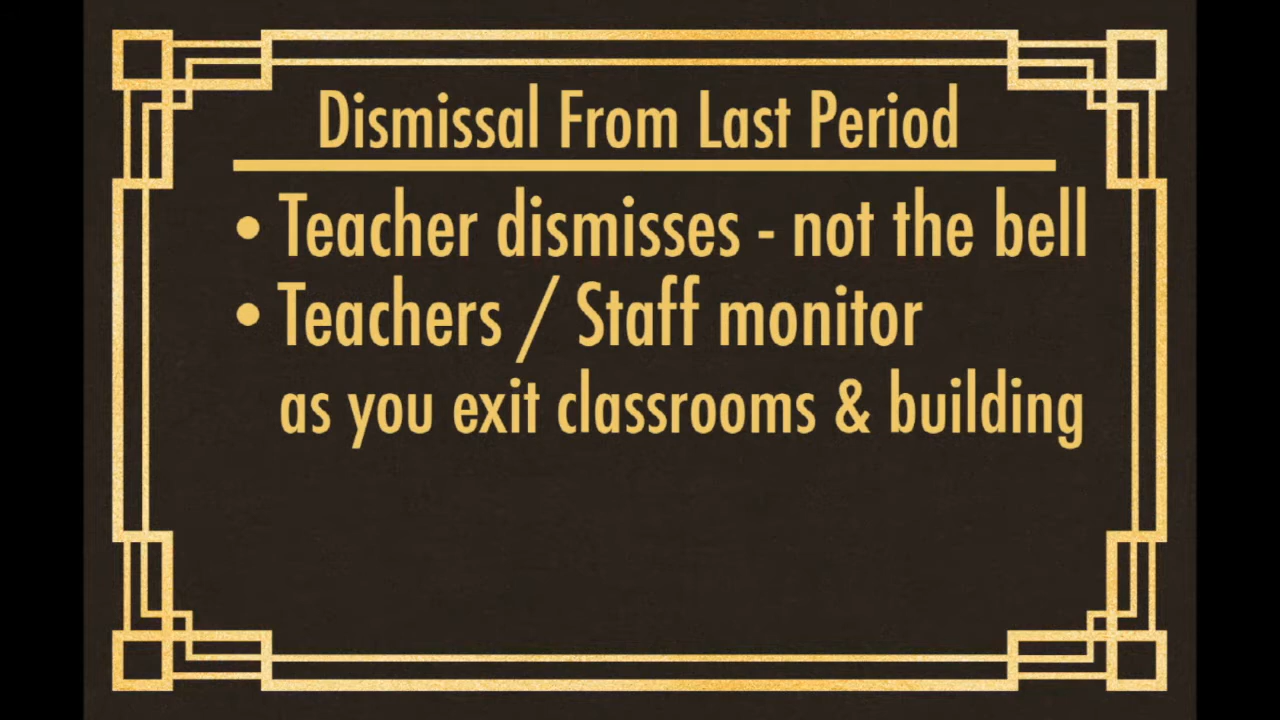 Dismissal From Last Period
• Teacher dismisses - not the bell
• Teachers / Staff monitor
as you exit classrooms & building